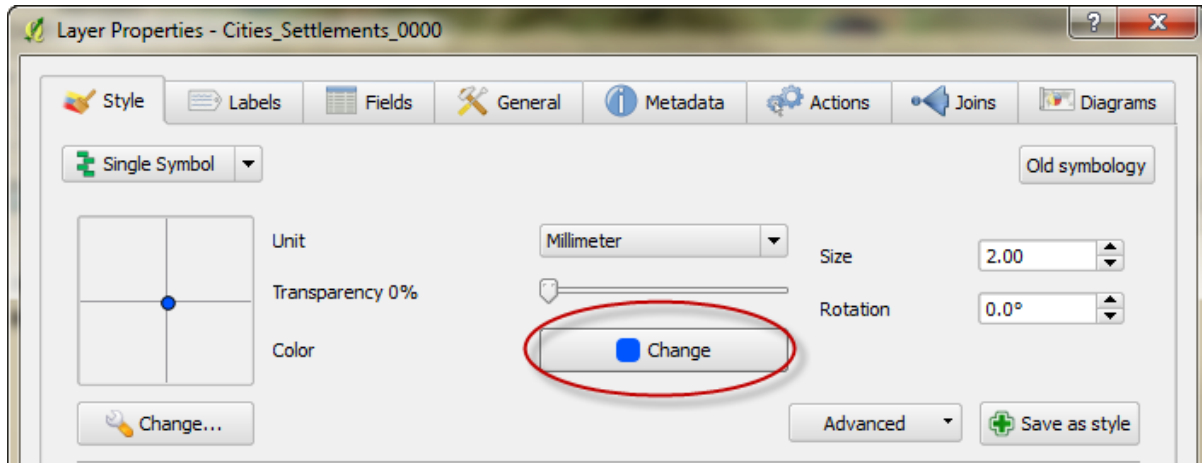 Layer Properties - Cities_Settlements_0000
?
X
Style Labels Fields General Metadata Actions Joins Diagrams
Single Symbol Old symbology
Unit Millimeter Size 2.00
Transparency 0% Rotation 0.0°
Color Change
Change... Advanced Save as style